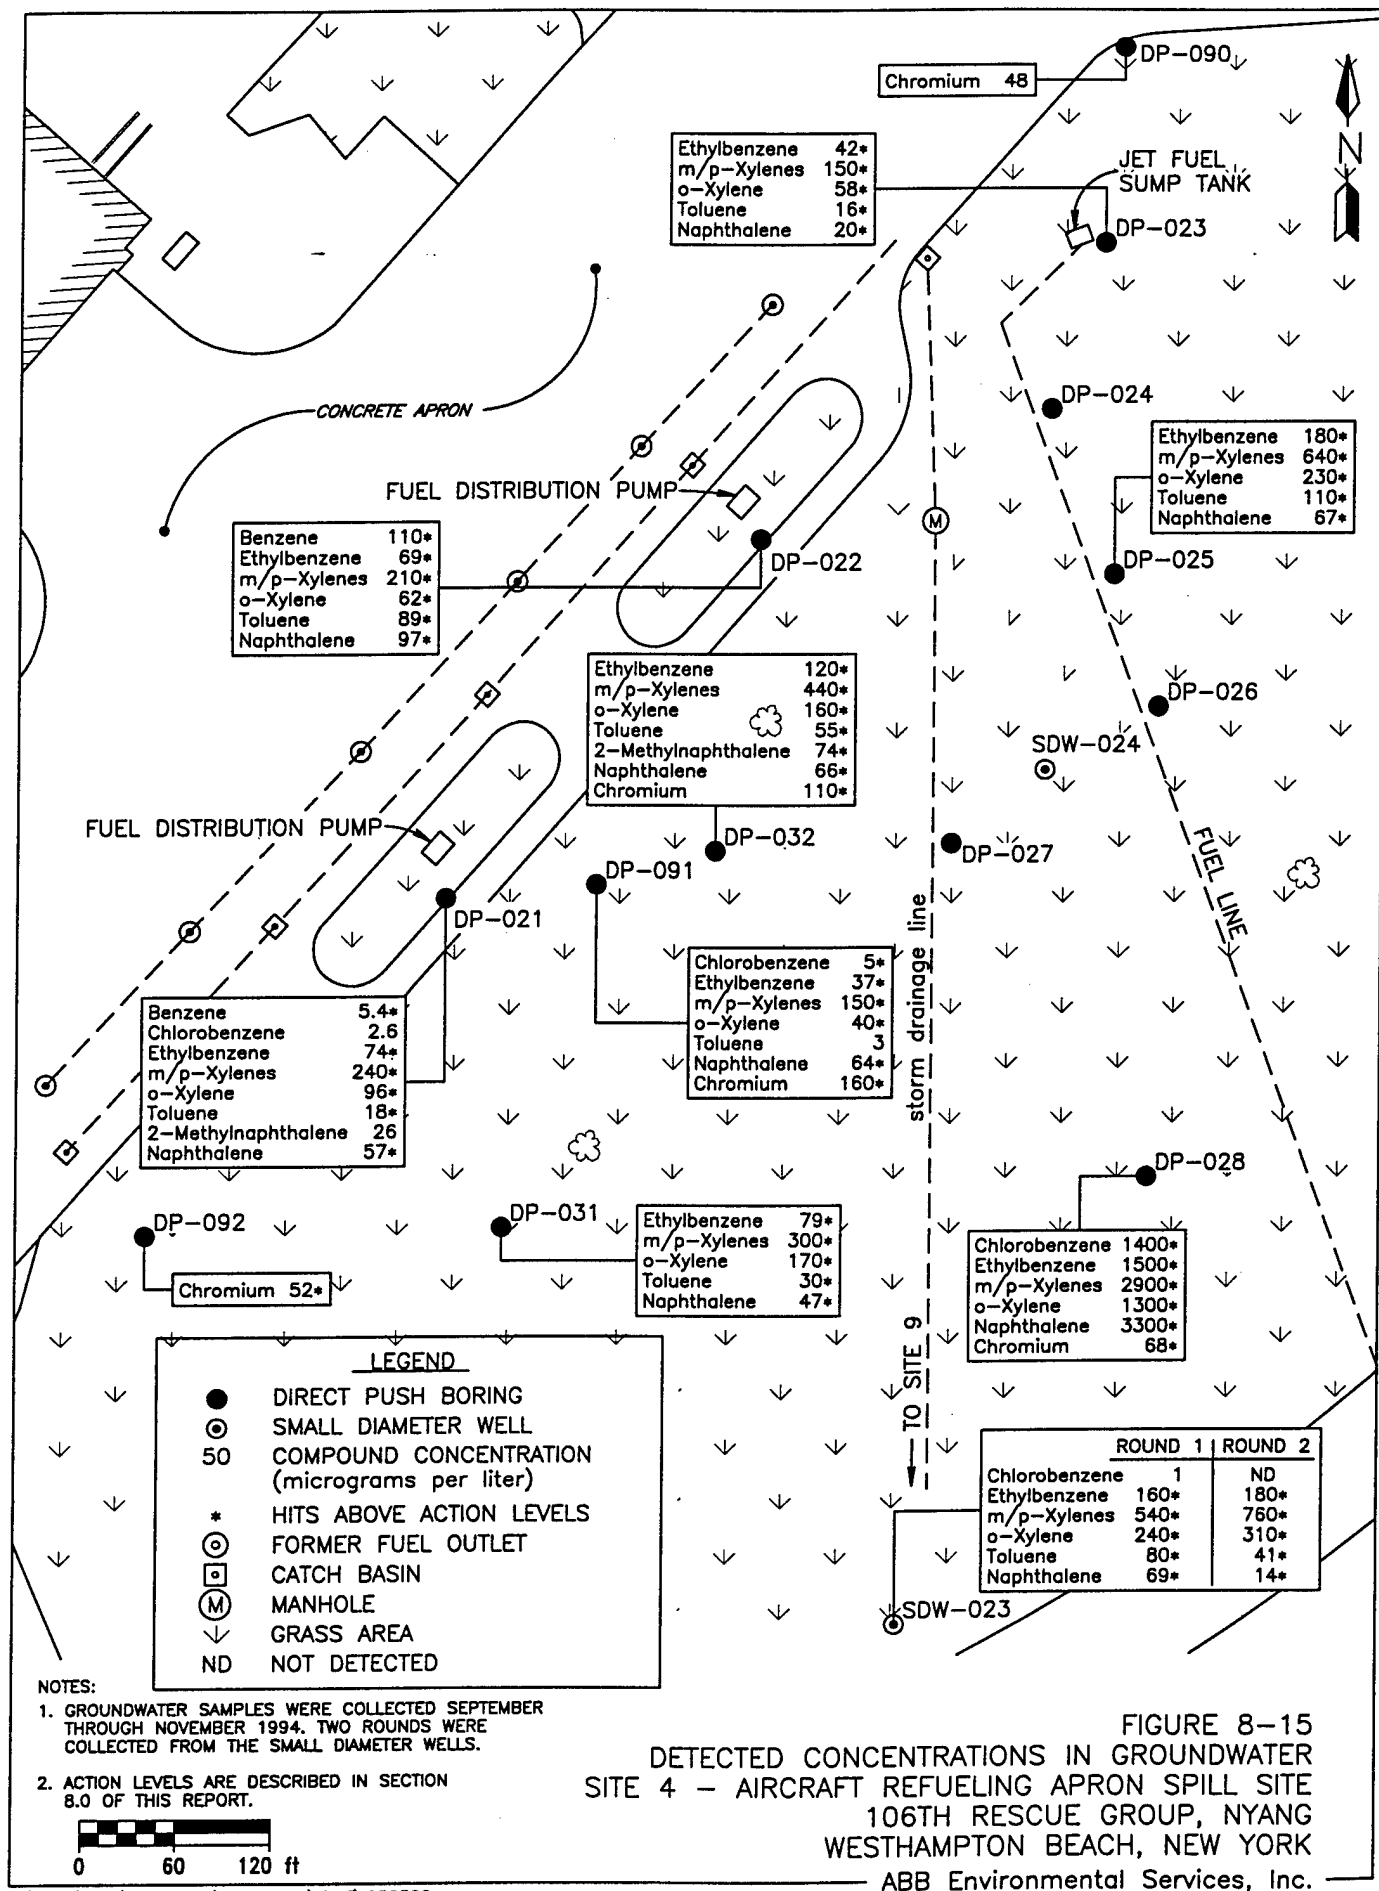 DP-090
Chromium 48
N
Ethylbenzene 42*
m/p-Xylenes 150*
o-Xylene 58*
Toluene 16*
Naphthalene 20*
JET FUEL
SUMP TANK
DP-023
CONCRETE APRON
DP-024
Ethylbenzene 180*
m/p-Xylenes 640*
o-Xylene 230*
Toluene 110*
Naphthalene 67*
FUEL DISTRIBUTION PUMP
M
Benzene 110*
Ethylbenzene 69*
m/p-Xylenes 210*
o-Xylene 62*
Toluene 89*
Naphthalene 97*
DP-022
DP-025
Ethylbenzene 120*
m/p-Xylenes 440*
o-Xylene 160*
Toluene 55*
2-Methylnaphthalene 74*
Naphthalene 66*
Chromium 110*
DP-026
SDW-024
FUEL DISTRIBUTION PUMP
DP-032
DP-027
FUEL LINE
DP-091
DP-021
storm drainage line
Chlorobenzene 5*
Ethylbenzene 37*
m/p-Xylenes 150*
o-Xylene 40*
Toluene 3
Naphthalene 64*
Chromium 160*
Benzene 5.4*
Chlorobenzene 2.6
Ethylbenzene 74*
m/p-Xylenes 240*
o-Xylene 96*
Toluene 18*
2-Methylnaphthalene 26
Naphthalene 57*
DP-028
DP-092
DP-031
Chromium 52*
Ethylbenzene 79*
m/p-Xylenes 300*
o-Xylene 170*
Toluene 30*
Naphthalene 47*
Chlorobenzene 1400*
Ethylbenzene 1500*
m/p-Xylenes 2900*
o-Xylene 1300*
Naphthalene 3300*
Chromium 68*
TO SITE 9
ROUND 1 ROUND 2
Chlorobenzene 1 ND
Ethylbenzene 160* 180*
m/p-Xylenes 540* 760*
o-Xylene 240* 310*
Toluene 80* 41*
Naphthalene 69* 14*
SDW-023
LEGEND
DIRECT PUSH BORING
SMALL DIAMETER WELL
50 COMPOUND CONCENTRATION
(micrograms per liter)
* HITS ABOVE ACTION LEVELS
FORMER FUEL OUTLET
CATCH BASIN
M MANHOLE
GRASS AREA
ND NOT DETECTED
NOTES:
1. GROUNDWATER SAMPLES WERE COLLECTED SEPTEMBER
THROUGH NOVEMBER 1994. TWO ROUNDS WERE
COLLECTED FROM THE SMALL DIAMETER WELLS.
2. ACTION LEVELS ARE DESCRIBED IN SECTION
8.0 OF THIS REPORT.
0 60 120 ft
FIGURE 8-15
DETECTED CONCENTRATIONS IN GROUNDWATER
SITE 4 - AIRCRAFT REFUELING APRON SPILL SITE
106TH RESCUE GROUP, NYANG
WESTHAMPTON BEACH, NEW YORK
ABB Environmental Services, Inc.